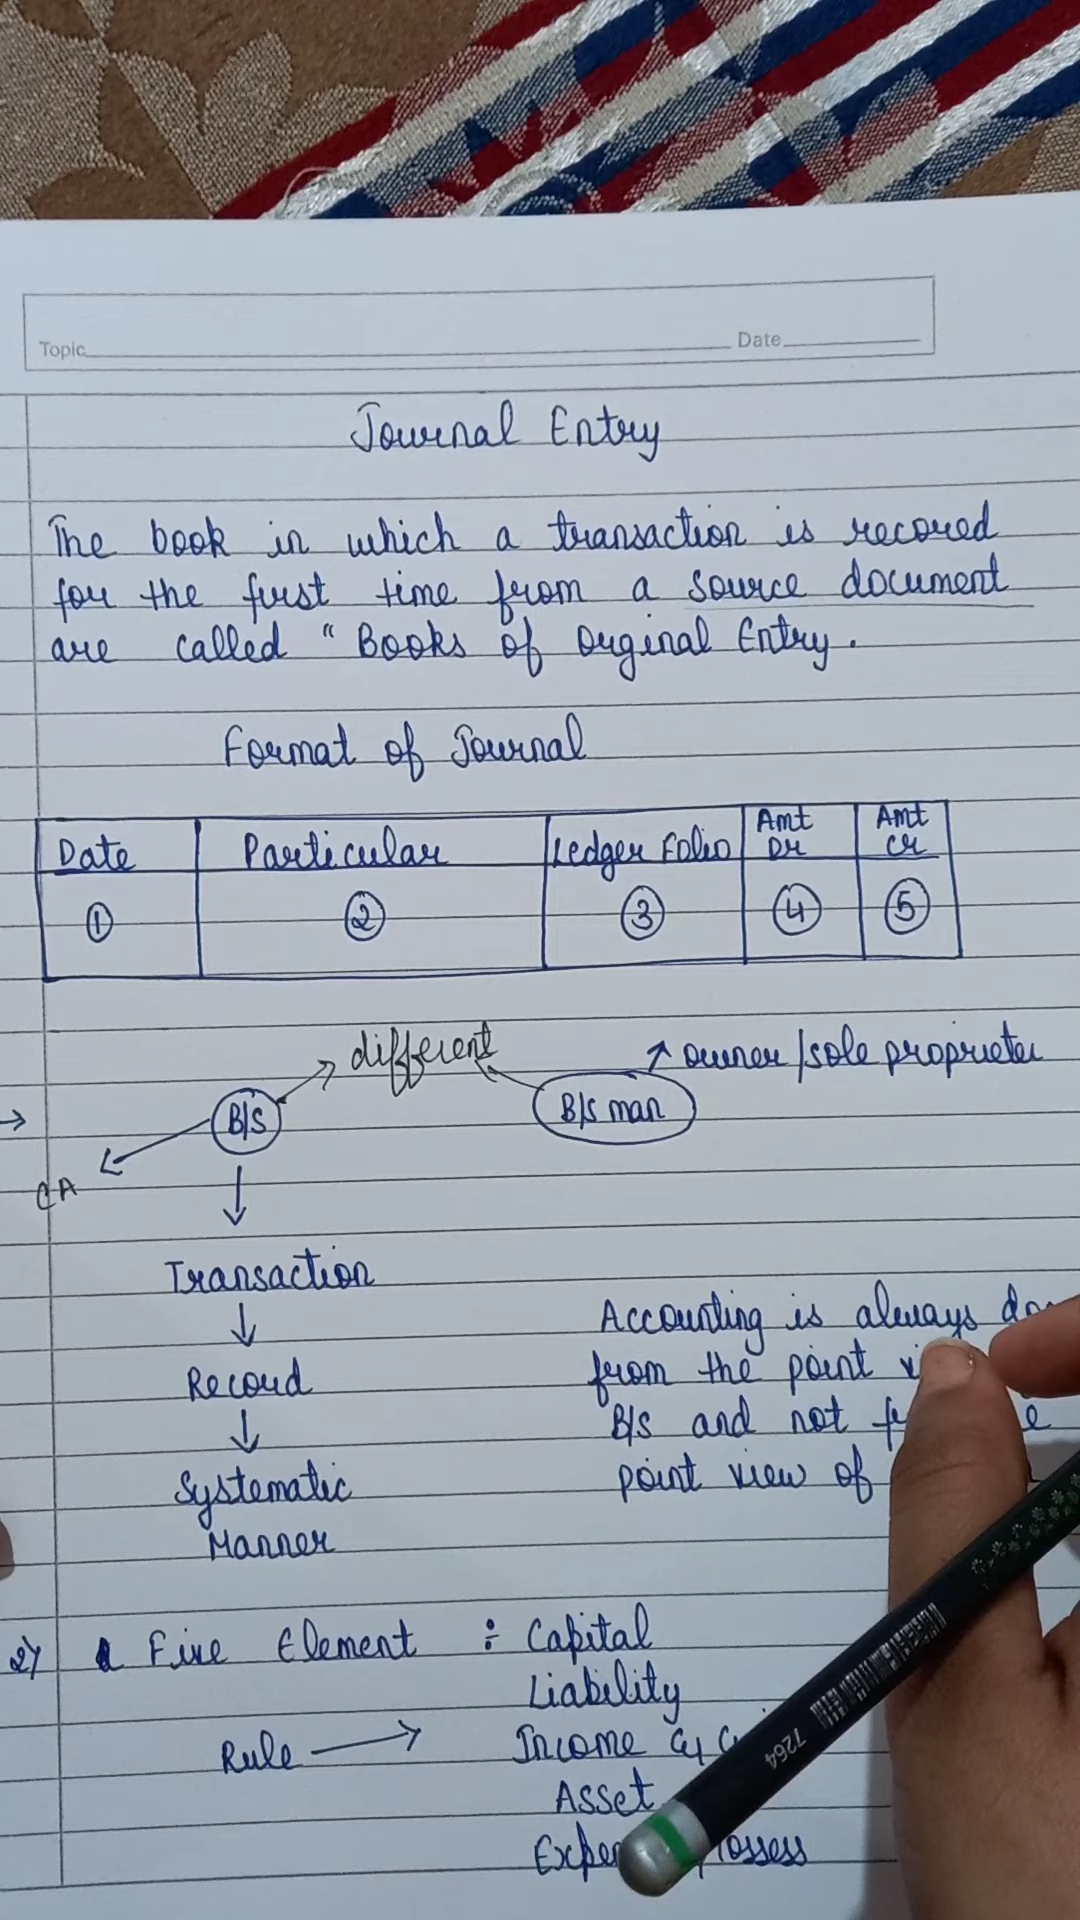 Topic Date
Journal Entry
The book in which a transaction is recored
for the first time from a source document
are called "Books of Orginal Entry.
Format of Journal
Date Particular Ledger Folio Amt Dr Amt Cr
1 2 3 4 5
different
↑ owner/sole proprieter
→ B/S B/S man
CA
Transaction
Accounting is always
↓ from the point
Record
B/S and not
↓ point view of
Systematic
Manner
2) Five Element : Capital
Liability
Rule → Income
Asset
lossess
7264